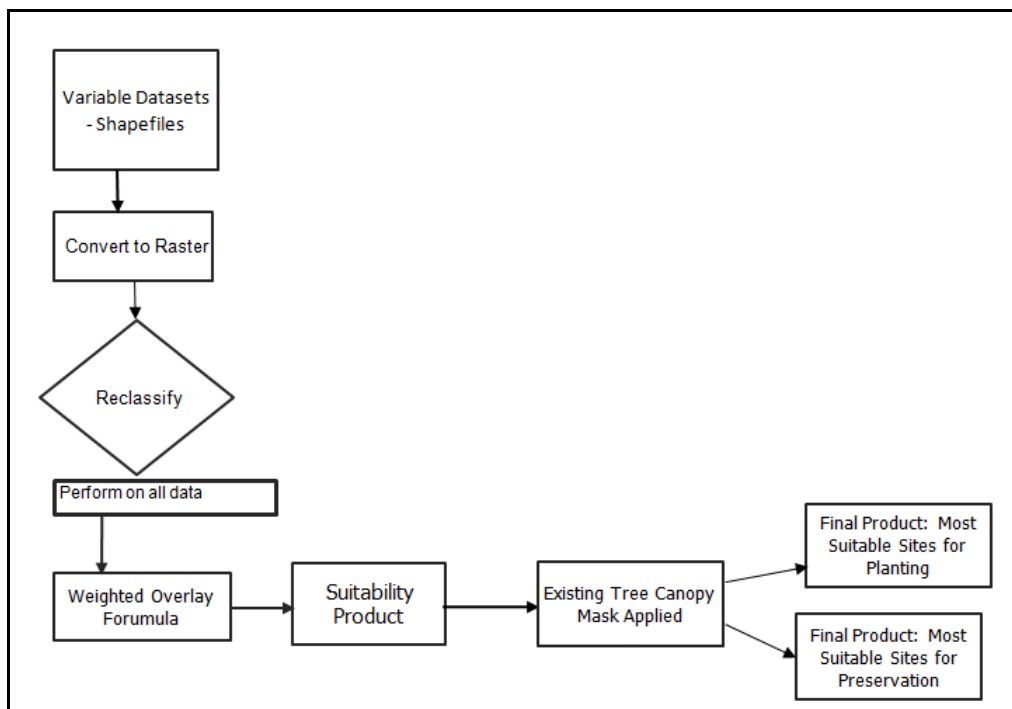 Variable Datasets
- Shapefiles
Convert to Raster
Reclassify
Perform on all data
Weighted Overlay
Forumula
Suitability
Product
Existing Tree Canopy
Mask Applied
Final Product: Most
Suitable Sites for
Planting
Final Product: Most
Suitable Sites for
Preservation